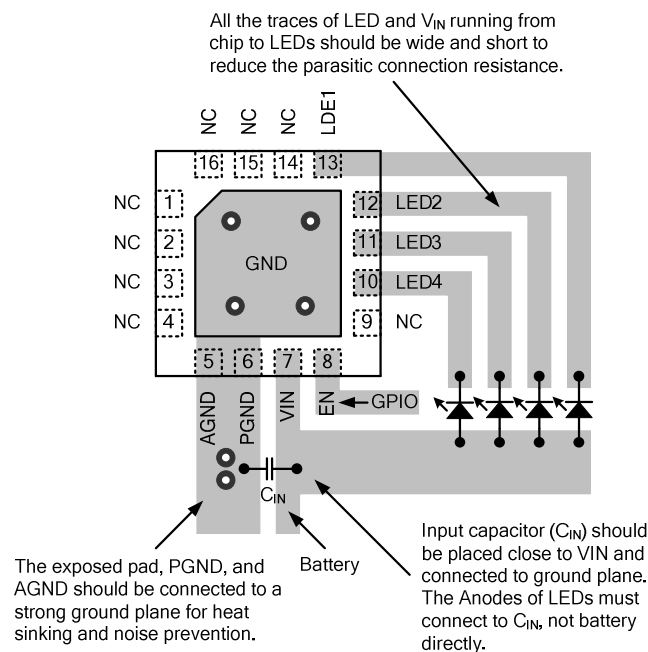 All the traces of LED and VIN running from
chip to LEDs should be wide and short to
reduce the parasitic connection resistance.
NC
NC
NC
LDE1
16
15
14
13
NC
1
12
LED2
NC
2
11
LED3
GND
NC
3
10
LED4
NC
4
9
NC
5
6
7
8
AGND
PGND
VIN
EN
GPIO
CIN
Battery
The exposed pad, PGND, and
AGND should be connected to a
strong ground plane for heat
sinking and noise prevention.
Input capacitor (CIN) should
be placed close to VIN and
connected to ground plane.
The Anodes of LEDs must
connect to CIN, not battery
directly.